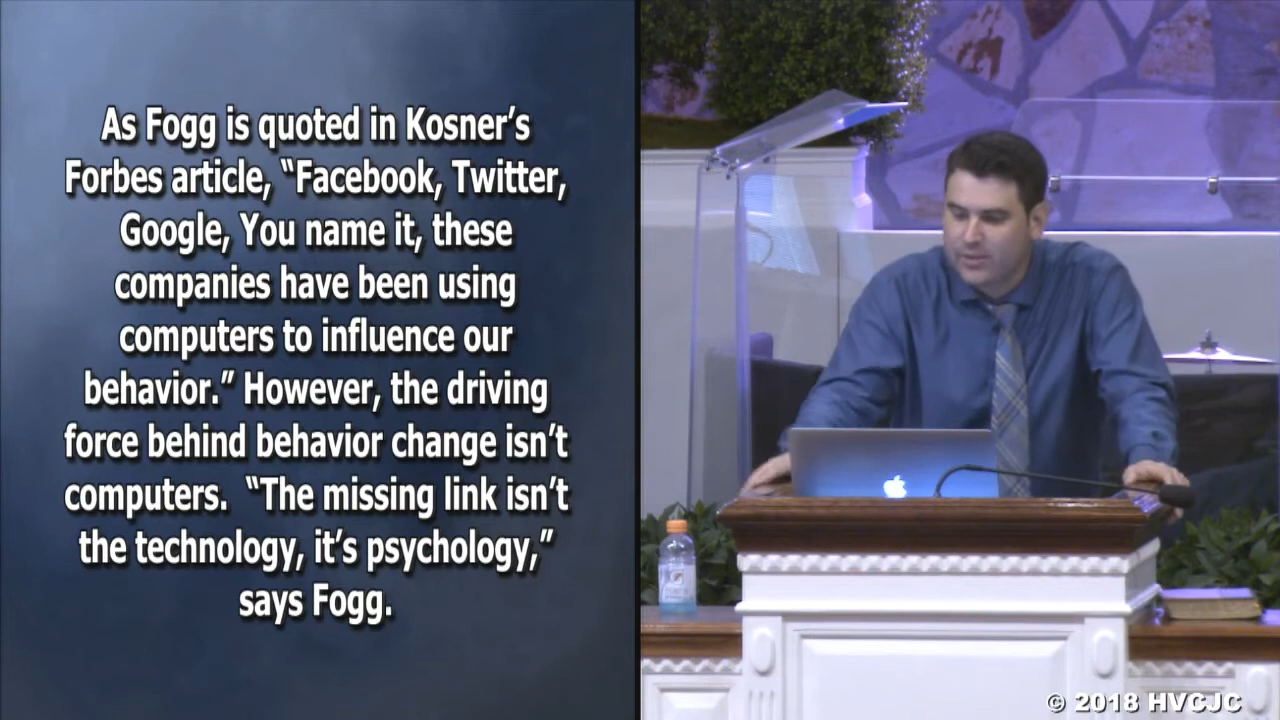 As Fogg is quoted in Kosner's
Forbes article, “Facebook, Twitter,
Google, You name it, these
companies have been using
computers to influence our
behavior.” However, the driving
force behind behavior change isn't
computers.  “The missing link isn't
the technology, it's psychology,”
says Fogg.
© 2018 HVCJC